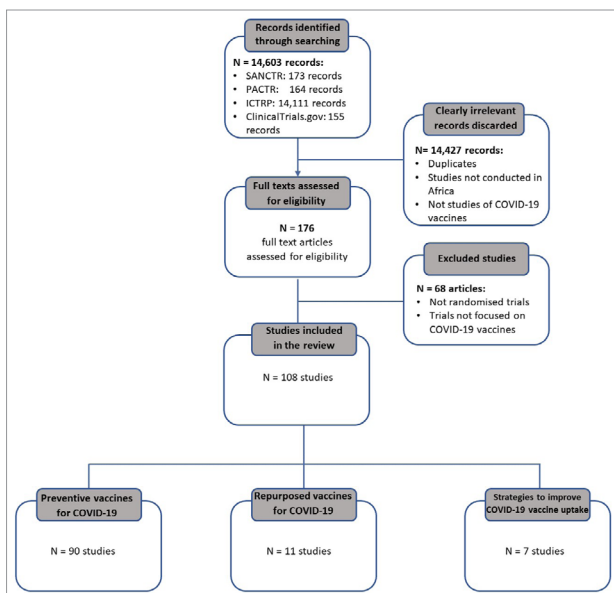 Records identified
through searching
N = 14,603 records:
• SANCTR: 173 records
• PACTR: 164 records
• ICTRP: 14,111 records
• ClinicalTrials.gov: 155
records
Clearly irrelevant
records discarded
N= 14,427 records:
• Duplicates
• Studies not conducted in
Africa
• Not studies of COVID-19
vaccines
Full texts assessed
for eligibility
N = 176
full text articles
assessed for eligibility
Excluded studies
N = 68 articles:
• Not randomised trials
• Trials not focused on
COVID-19 vaccines
Studies included
in the review
N = 108 studies
Preventive vaccines
for COVID-19
N = 90 studies
Repurposed vaccines
for COVID-19
N = 11 studies
Strategies to improve
COVID-19 vaccine uptake
N = 7 studies